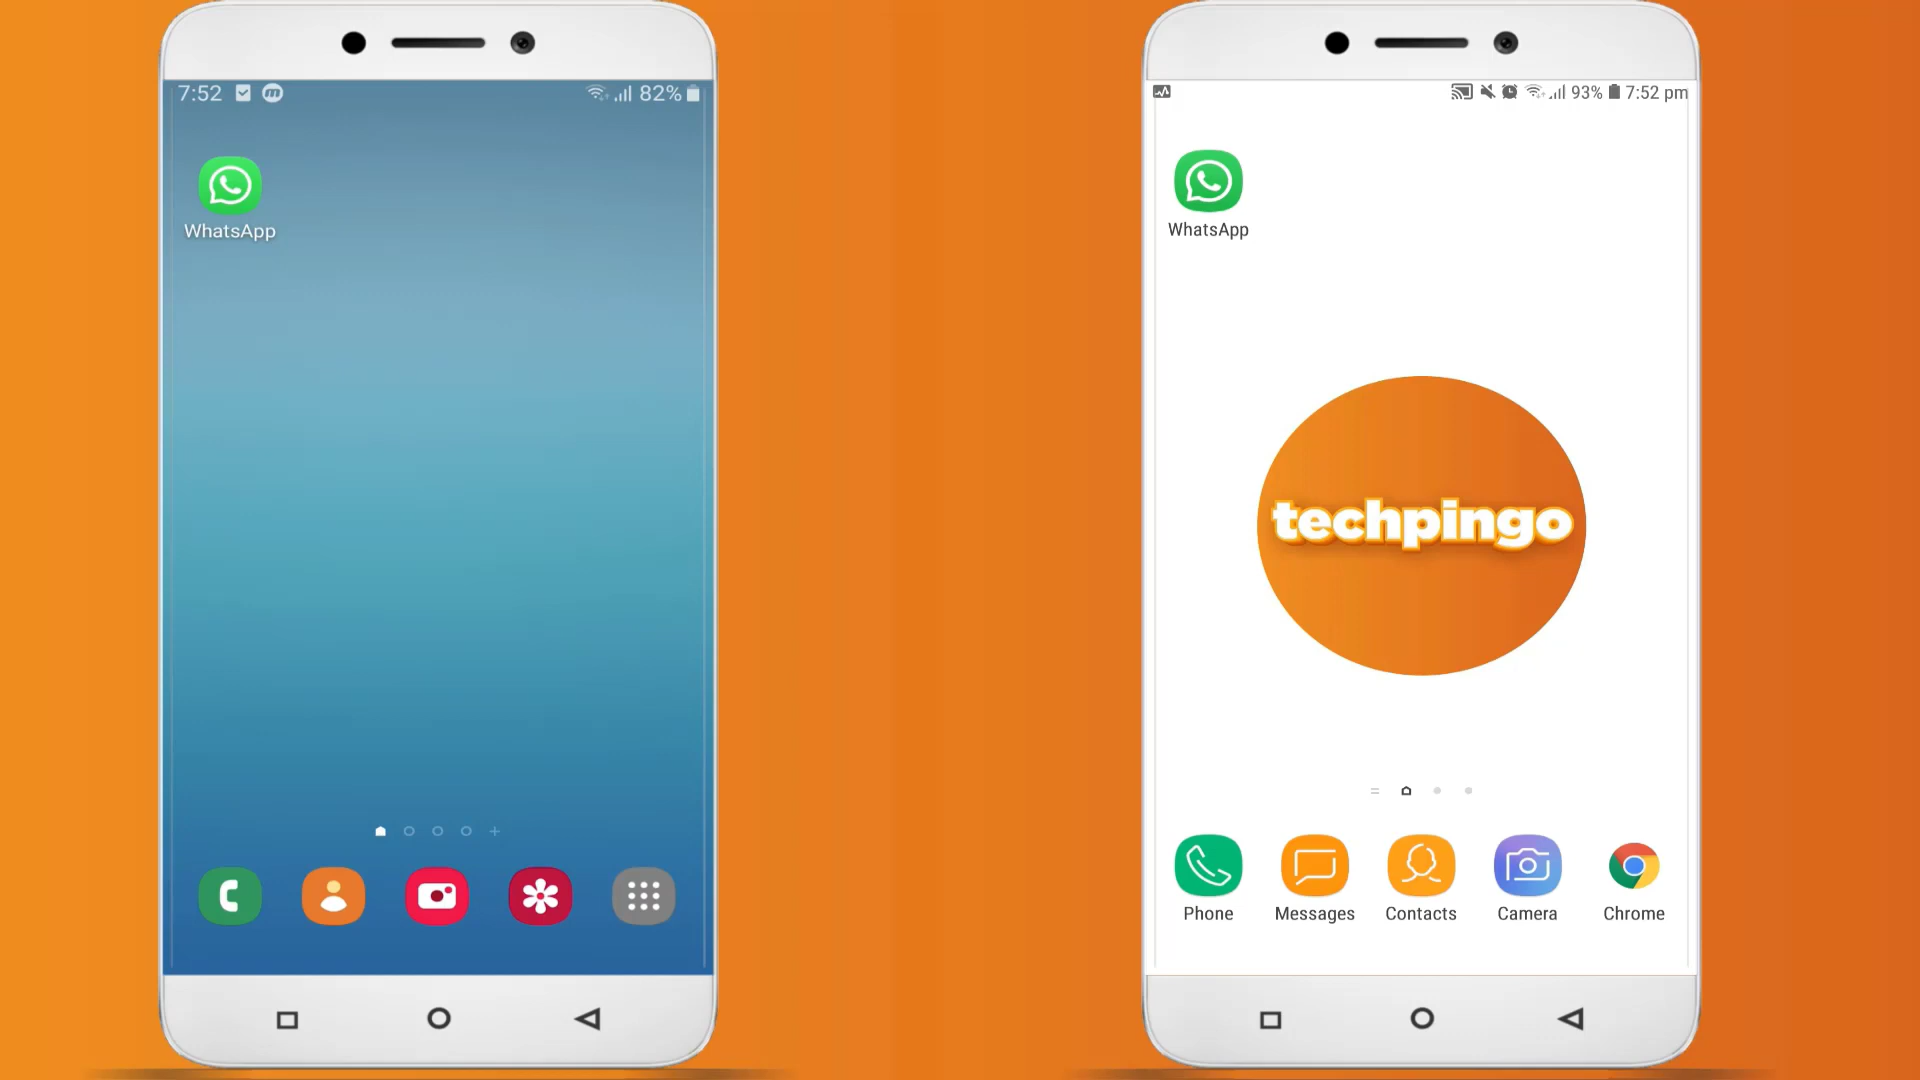 7:52 82%
WhatsApp
93% 7:52 pm
WhatsApp
techpingo
Phone Messages Contacts Camera Chrome